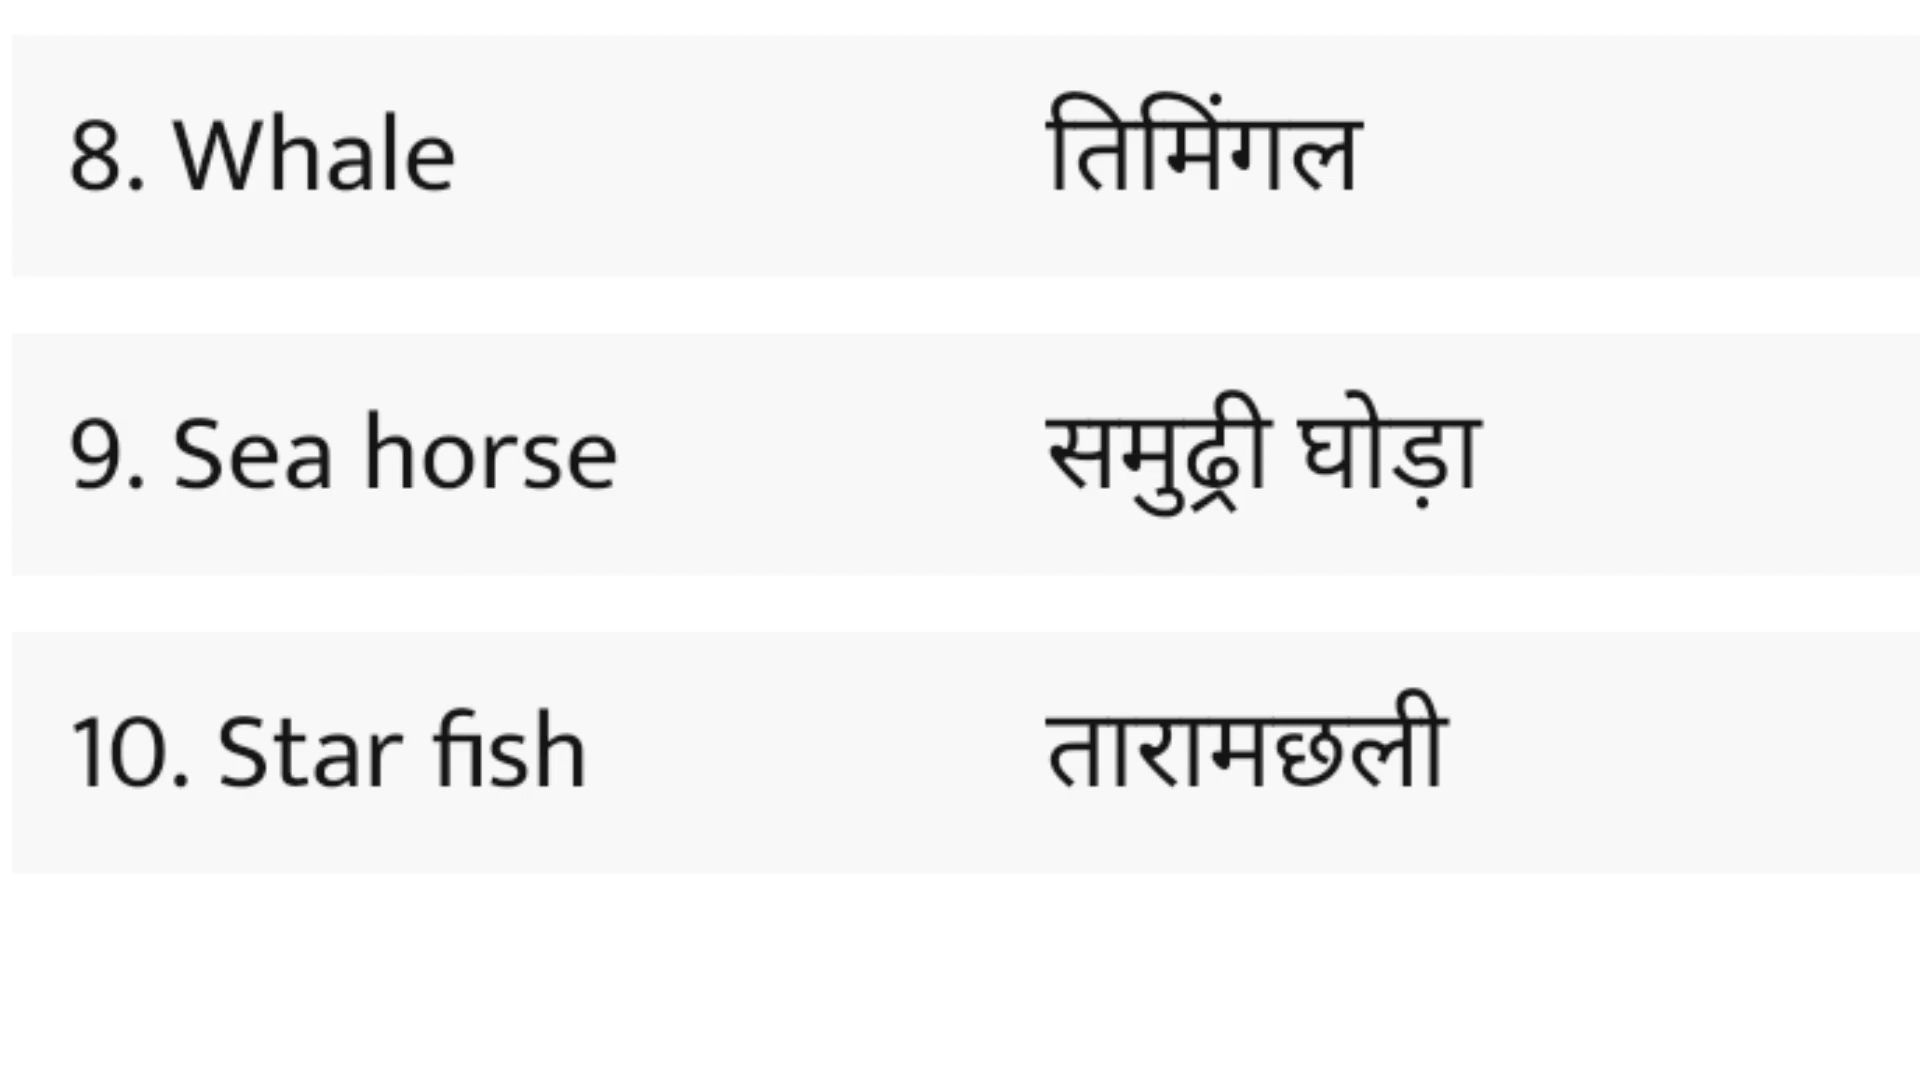 8. Whale तिमिंगल
9. Sea horse समुढ्री घोड़ा
10. Star fish तारामछली